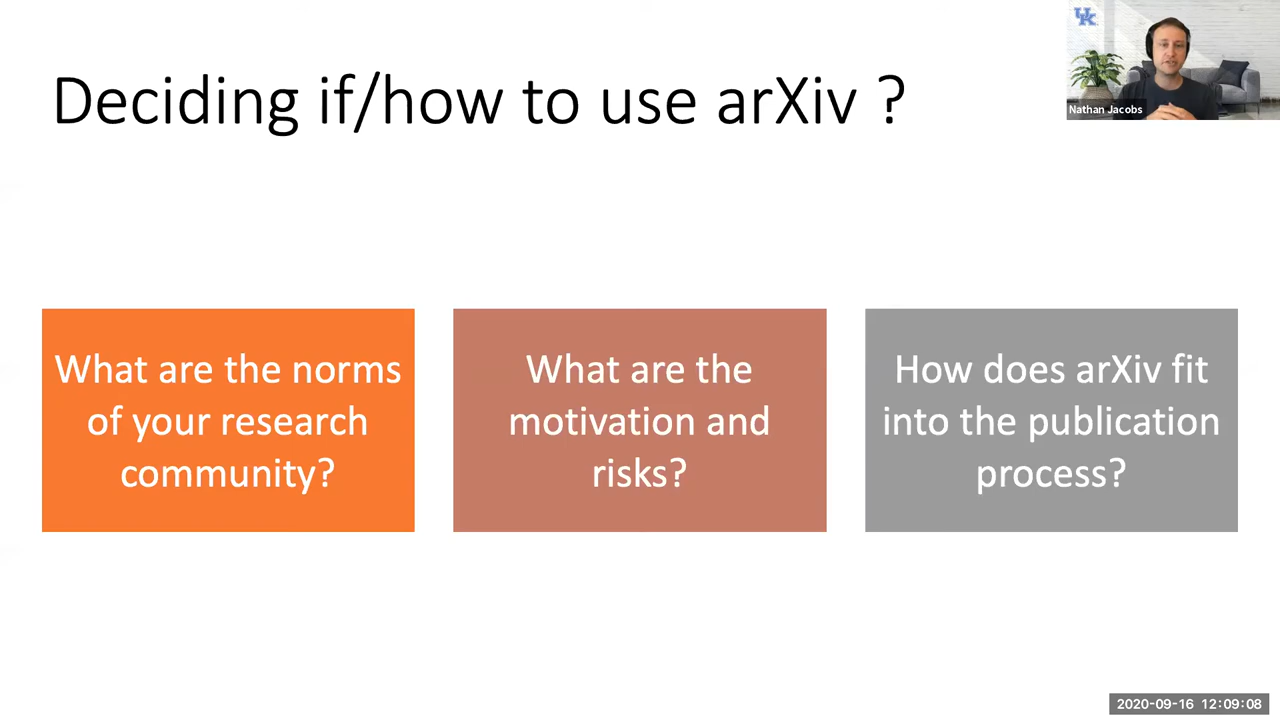 Deciding if/how to use arXiv ?
UK
Nathan Jacobs
What are the norms
of your research
community?
What are the
motivation and
risks?
How does arXiv fit
into the publication
process?
2020-09-16 12:09:08